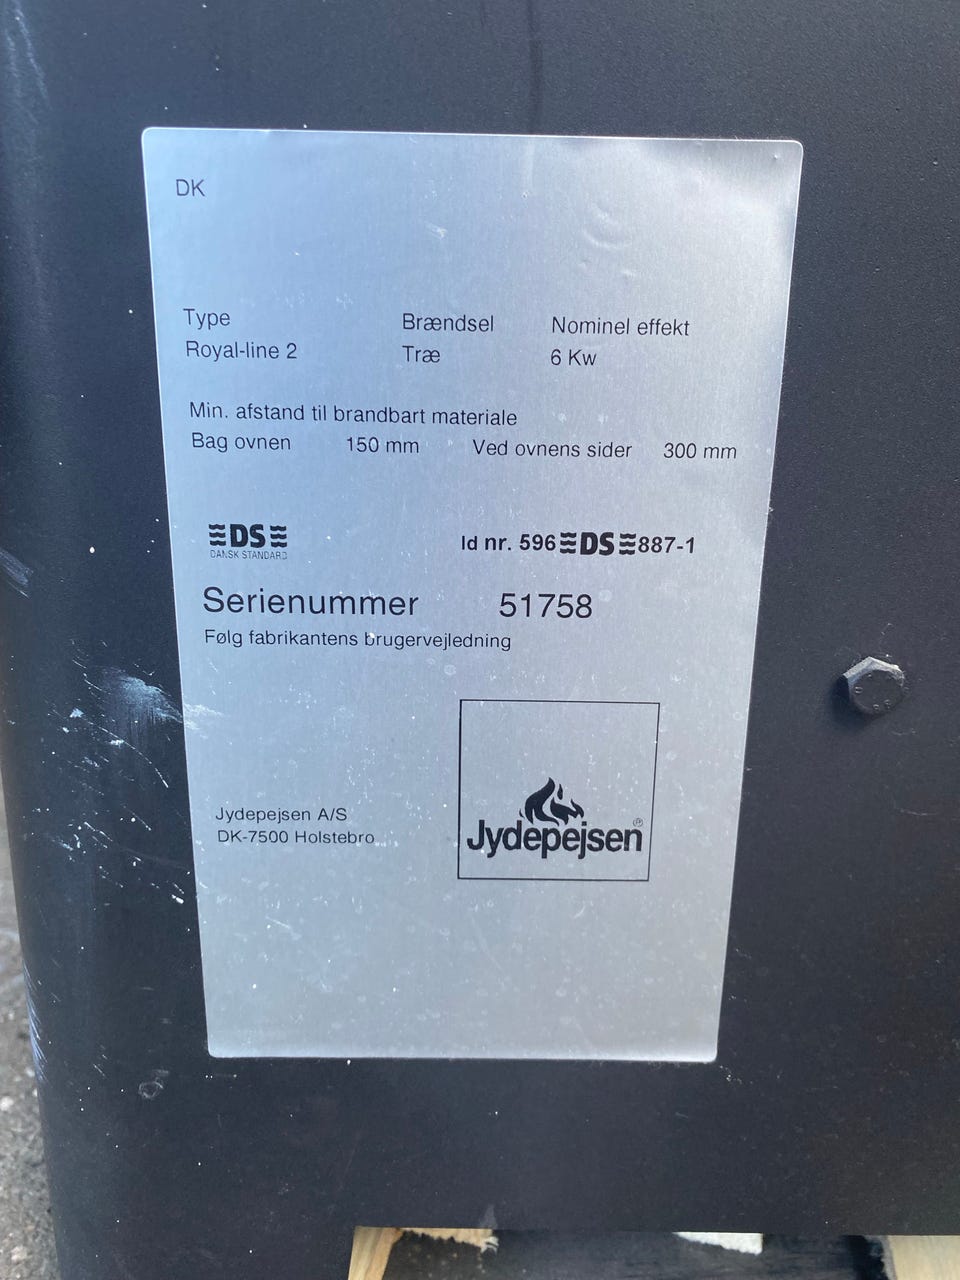 DK
Type Brændsel Nominel effekt
Royal-line 2 Træ 6 Kw
Min. afstand til brandbart materiale
Bag ovnen 150 mm Ved ovnens sider 300 mm
DS Id nr. 596 DS 887-1
DANSK STANDARD
Serienummer 51758
Følg fabrikantens brugervejledning
Jydepejsen A/S
DK-7500 Holstebro
Jydepejsen®